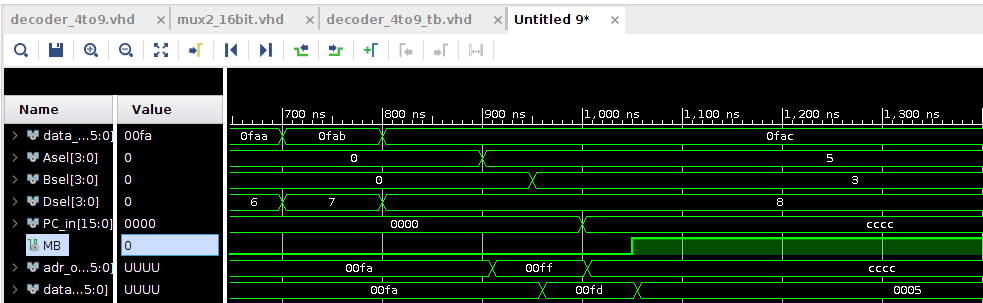 decoder_4to9.vhd × mux2_16bit.vhd × decoder_4to9_tb.vhd × Untitled 9* ×
Name Value 700 ns 800 ns 900 ns 1,000 ns 1,100 ns 1,200 ns 1,300 ns
data_...5:0] 00fa 0faa 0fab 0fac
Asel[3:0] 0 0 5
Bsel[3:0] 0 0 3
Dsel[3:0] 0 6 7 8
PC_in[15:0] 0000 0000 cccc
MB 0
adr_o...5:0] UUUU 00fa 00ff cccc
data...5:0] UUUU 00fa 00fd 0005